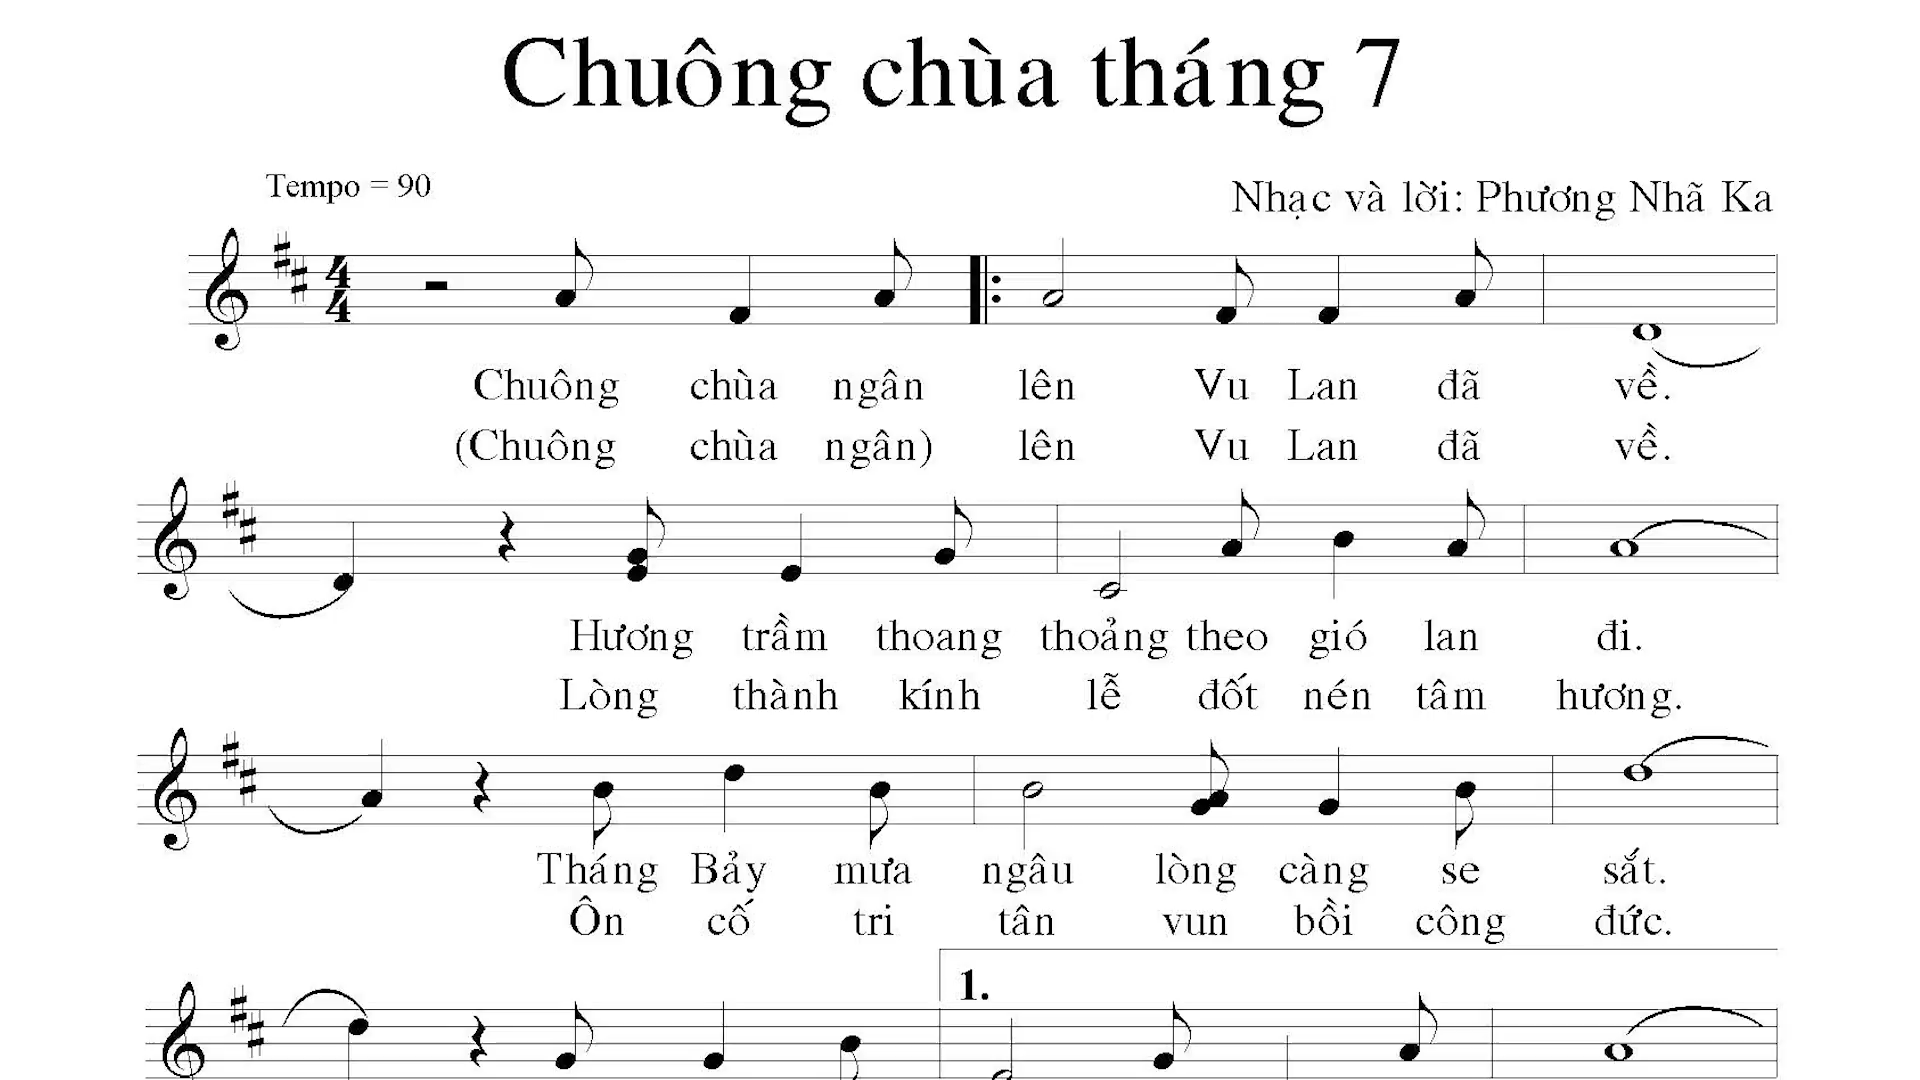 Chuông chùa tháng 7
Tempo = 90
Nhạc và lời: Phương Nhã Ka
4
4
Chuông chùa ngân lên Vu Lan đã về.
(Chuông chùa ngân) lên Vu Lan đã về.
Hương trầm thoang thoảng theo gió lan đi.
Lòng thành kính lễ đốt nén tâm hương.
Tháng Bảy mưa ngâu lòng càng se sắt.
Ôn cố tri tân vun bồi công đức.
1.